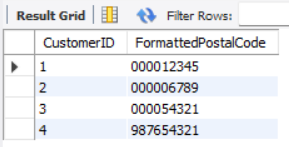 Result Grid Filter Rows:
CustomerID FormattedPostalCode
1 000012345
2 000006789
3 000054321
4 987654321